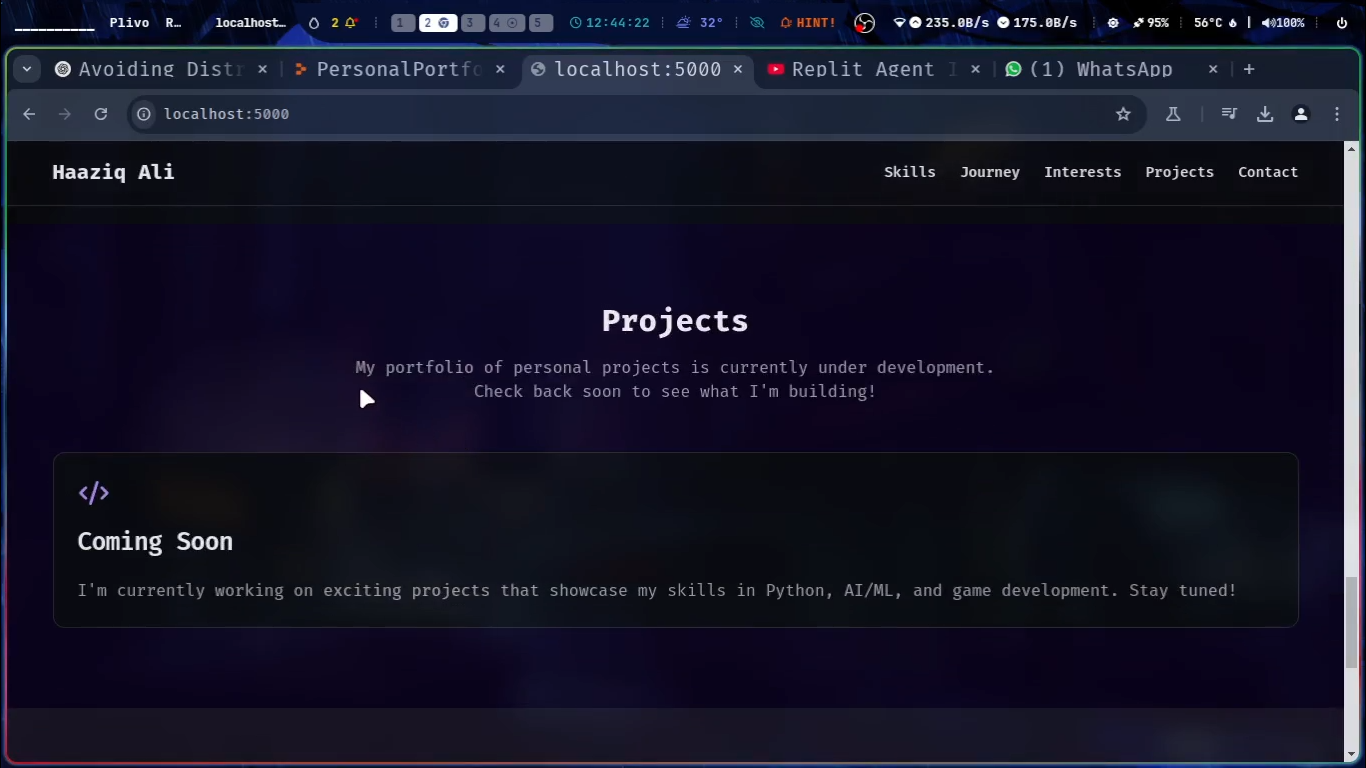 __________ Plivo R… localhost… 2 1 2 3 4 5 12:44:22 32° HINT! 235.0B/s 175.0B/s 95% 56°C 100%
Avoiding Distr PersonalPortfo localhost:5000 Replit Agent I (1) WhatsApp
localhost:5000
Haaziq Ali Skills Journey Interests Projects Contact
Projects
My portfolio of personal projects is currently under development.
Check back soon to see what I'm building!
</>
Coming Soon
I'm currently working on exciting projects that showcase my skills in Python, AI/ML, and game development. Stay tuned!